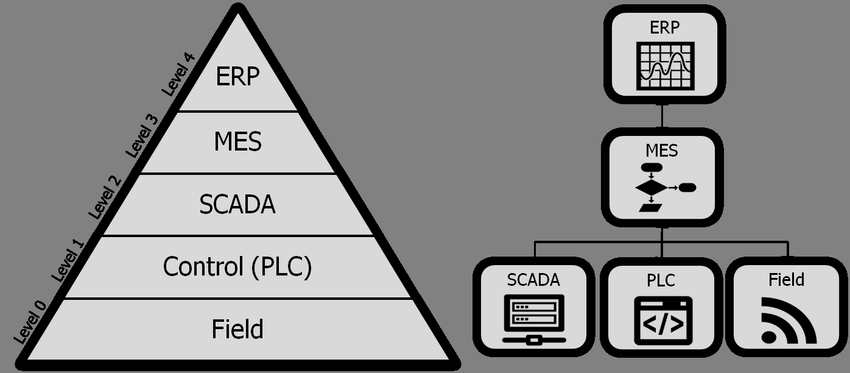 Level 4
ERP
Level 3
MES
Level 2
SCADA
Level 1
Control (PLC)
Level 0
Field
ERP
MES
SCADA
PLC
</>
Field